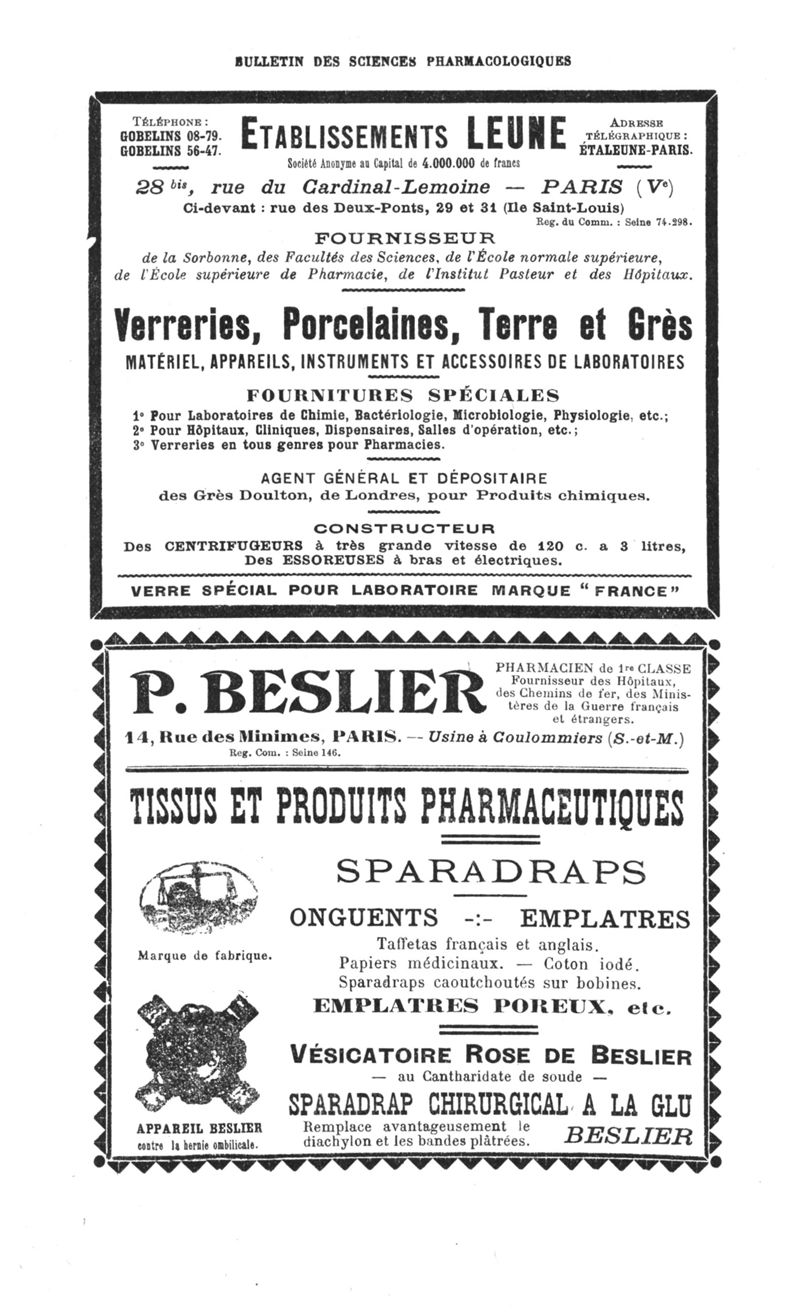 BULLETIN DES SCIENCES PHARMACOLOGIQUES
TÉLÉPHONE :
GOBELINS 08-79.
GOBELINS 56-47.
ETABLISSEMENTS LEUNE
Société Anonyme au Capital de 4.000.000 de francs
ADRESSE
TÉLÉGRAPHIQUE :
ÉTALEUNE-PARIS.
28 bis, rue du Cardinal-Lemoine — PARIS (Ve)
Ci-devant : rue des Deux-Ponts, 29 et 31 (Ile Saint-Louis)
Reg. du Comm. : Seine 74.298.
FOURNISSEUR
de la Sorbonne, des Facultés des Sciences, de l'École normale supérieure,
de l'École supérieure de Pharmacie, de l'Institut Pasteur et des Hôpitaux.
Verreries, Porcelaines, Terre et Grès
MATÉRIEL, APPAREILS, INSTRUMENTS ET ACCESSOIRES DE LABORATOIRES
FOURNITURES SPÉCIALES
1° Pour Laboratoires de Chimie, Bactériologie, Microbiologie, Physiologie, etc.;
2° Pour Hôpitaux, Cliniques, Dispensaires, Salles d'opération, etc.;
3° Verreries en tous genres pour Pharmacies.
AGENT GÉNÉRAL ET DÉPOSITAIRE
des Grès Doulton, de Londres, pour Produits chimiques.
CONSTRUCTEUR
Des CENTRIFUGEURS à très grande vitesse de 120 c. a 3 litres,
Des ESSOREUSES à bras et électriques.
VERRE SPÉCIAL POUR LABORATOIRE MARQUE "FRANCE"
P. BESLIER
PHARMACIEN de 1re CLASSE
Fournisseur des Hôpitaux,
des Chemins de fer, des Minis-
tères de la Guerre français
et étrangers.
14, Rue des Minimes, PARIS. — Usine à Coulommiers (S.-et-M.)
Reg. Com. : Seine 146.
TISSUS ET PRODUITS PHARMACEUTIQUES
SPARADRAPS
ONGUENTS -:- EMPLATRES
Taffetas français et anglais.
Papiers médicinaux. — Coton iodé.
Sparadraps caoutchoutés sur bobines.
EMPLATRES POREUX, etc.
Marque de fabrique.
VÉSICATOIRE ROSE DE BESLIER
— au Cantharidate de soude —
SPARADRAP CHIRURGICAL A LA GLU
Remplace avantageusement le
diachylon et les bandes plâtrées.
BESLIER
APPAREIL BESLIER
contre la hernie ombilicale.